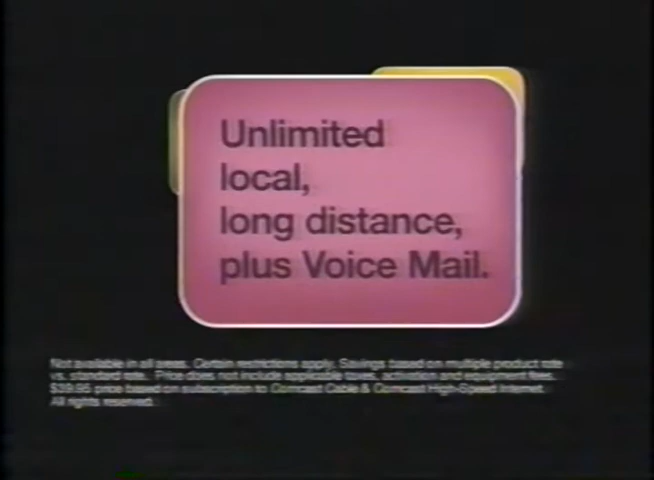 Unlimited
local,
long distance,
plus Voice Mail.
Not available in all areas. Certain restrictions apply. Savings based on multiple product rate
vs. standard rate. Price does not include applicable taxes, activation and equipment fees.
$39.95 price based on subscription to Comcast Cable & Comcast High-Speed Internet.
All rights reserved.